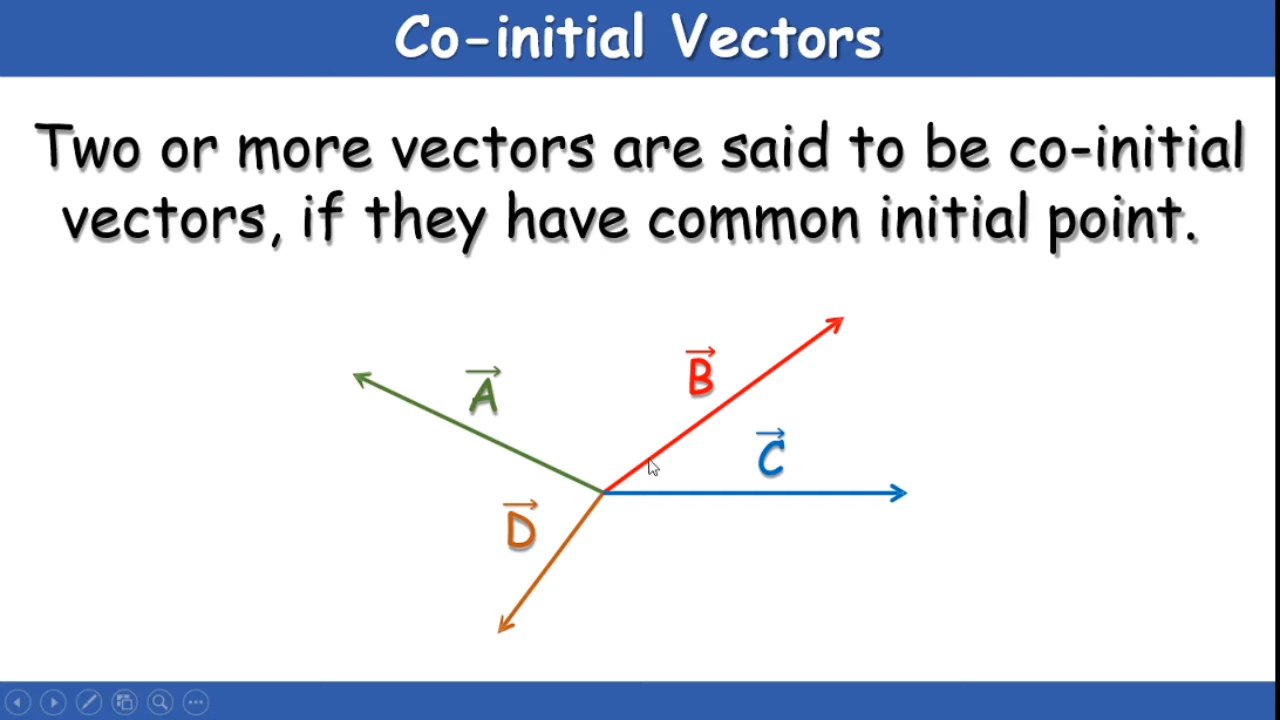 Co-initial Vectors
Two or more vectors are said to be co-initial
vectors, if they have common initial point.
A⃗
B⃗
C⃗
D⃗